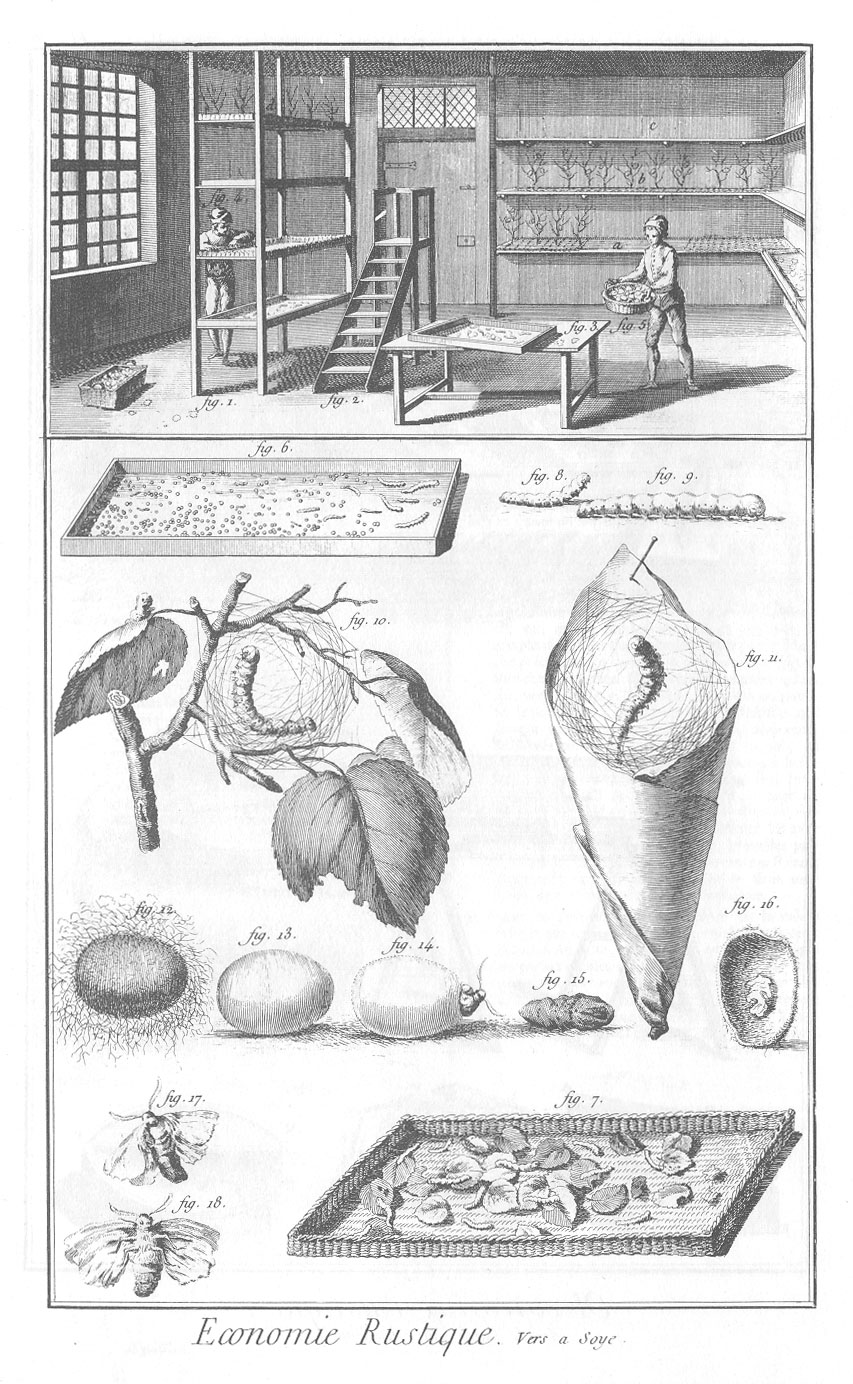 d
c
b
fig. 4.
a
fig. 3. fig. 5.
fig. 1. fig. 2.
fig. 6.
fig. 8. fig. 9.
fig. 10.
fig. 11.
fig. 12. fig. 13. fig. 14. fig. 15. fig. 16.
fig. 17. fig. 7.
fig. 18.
Economie Rustique. Vers a Soye.